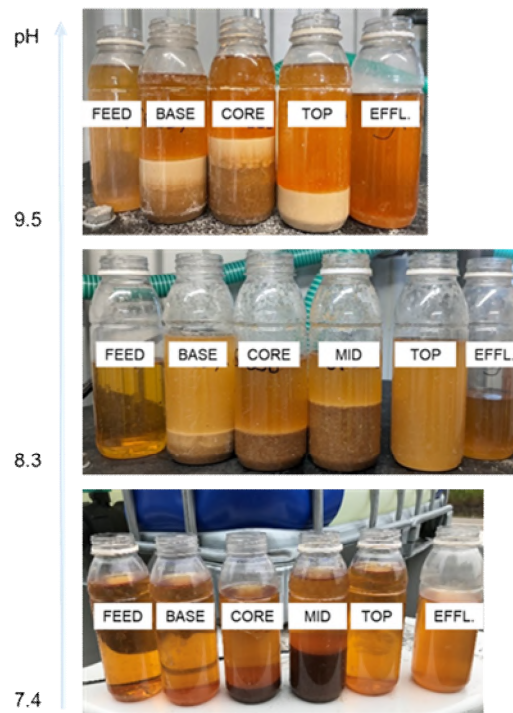 pH
FEED BASE CORE TOP EFFL.
9.5
FEED BASE CORE MID TOP EFFL.
8.3
FEED BASE CORE MID TOP EFFL.
7.4